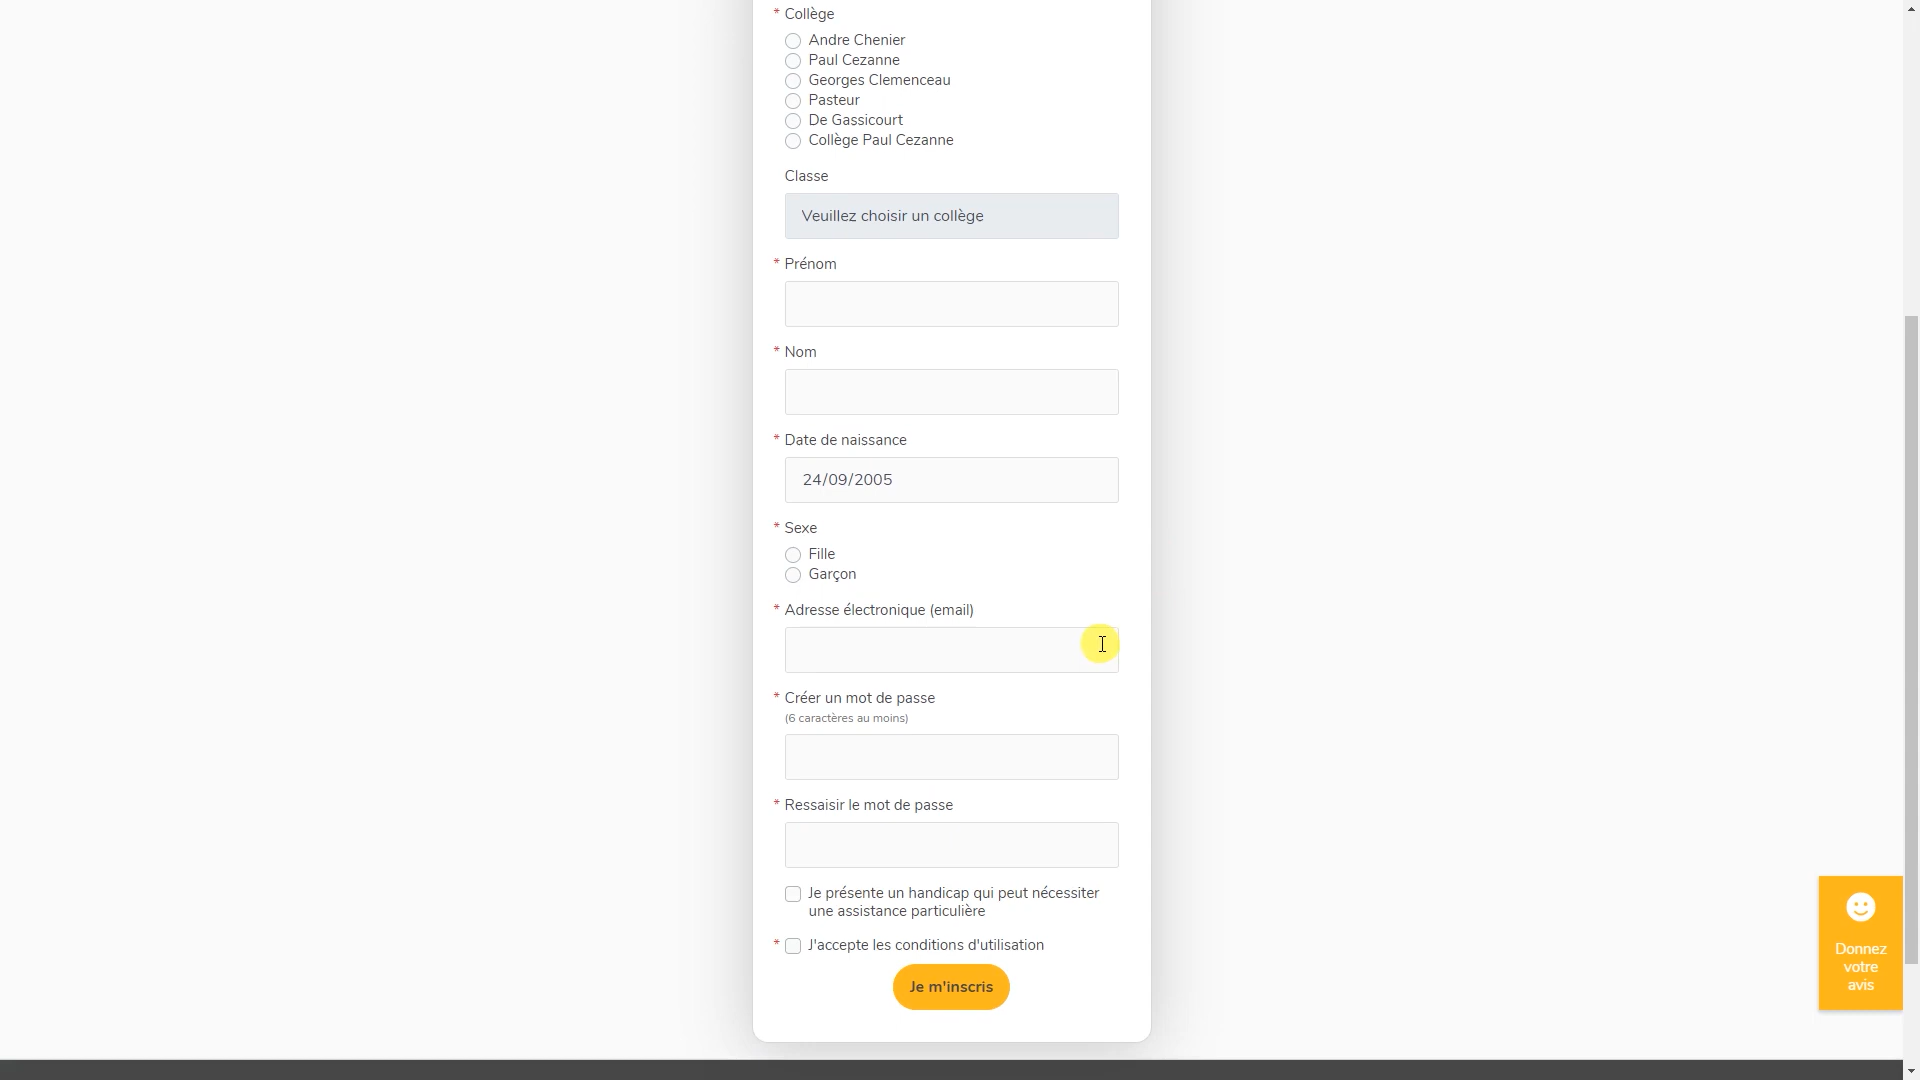 * Collège
Andre Chenier
Paul Cezanne
Georges Clemenceau
Pasteur
De Gassicourt
Collège Paul Cezanne
Classe
Veuillez choisir un collège
* Prénom
* Nom
* Date de naissance
24/09/2005
* Sexe
Fille
Garçon
* Adresse électronique (email)
* Créer un mot de passe
(6 caractères au moins)
* Ressaisir le mot de passe
Je présente un handicap qui peut nécessiter
une assistance particulière
* J'accepte les conditions d'utilisation
Je m'inscris
Donnez
votre
avis